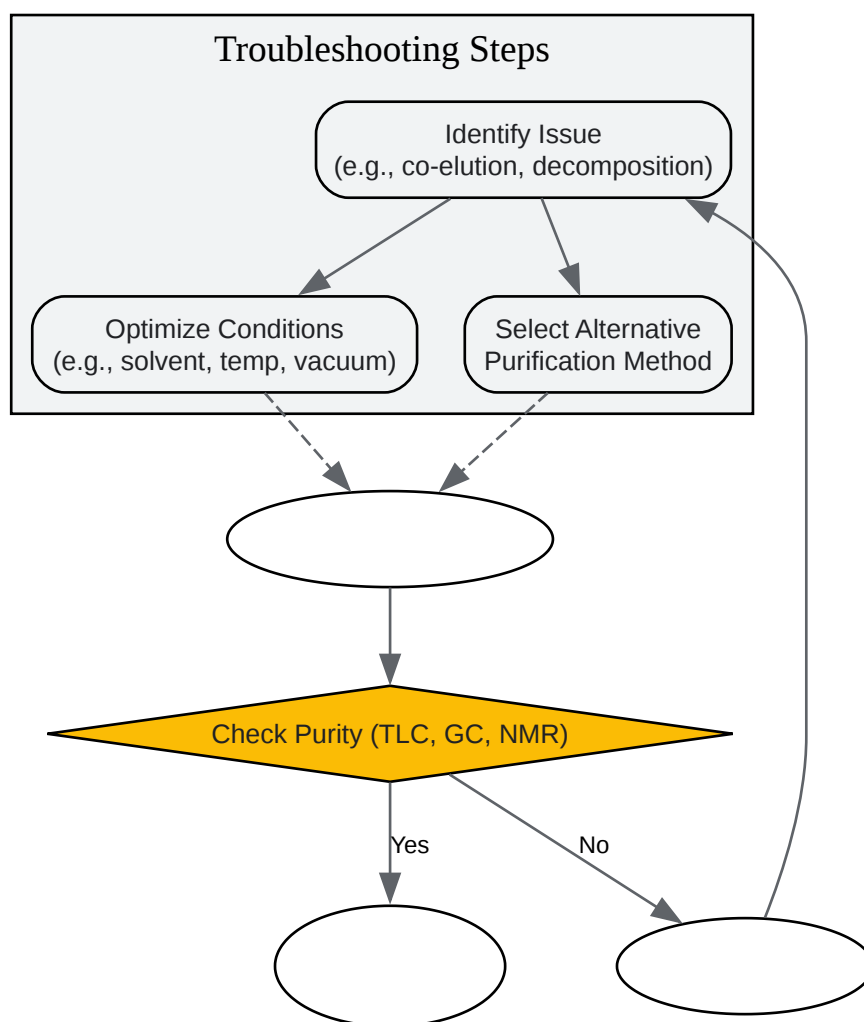 Troubleshooting Steps
Identify Issue
(e.g., co-elution, decomposition)
Optimize Conditions
(e.g., solvent, temp, vacuum)
Select Alternative
Purification Method
Check Purity (TLC, GC, NMR)
Yes
No